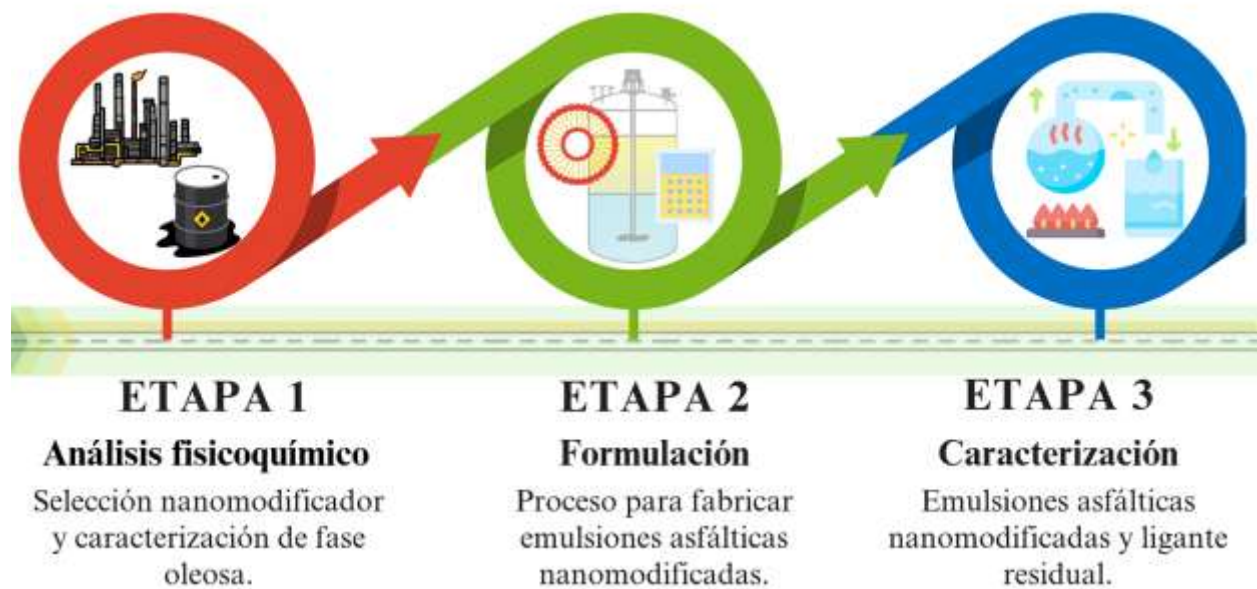 ETAPA 1
Análisis fisicoquímico
Selección nanomodificador
y caracterización de fase
oleosa.
ETAPA 2
Formulación
Proceso para fabricar
emulsiones asfálticas
nanomodificadas.
ETAPA 3
Caracterización
Emulsiones asfálticas
nanomodificadas y ligante
residual.